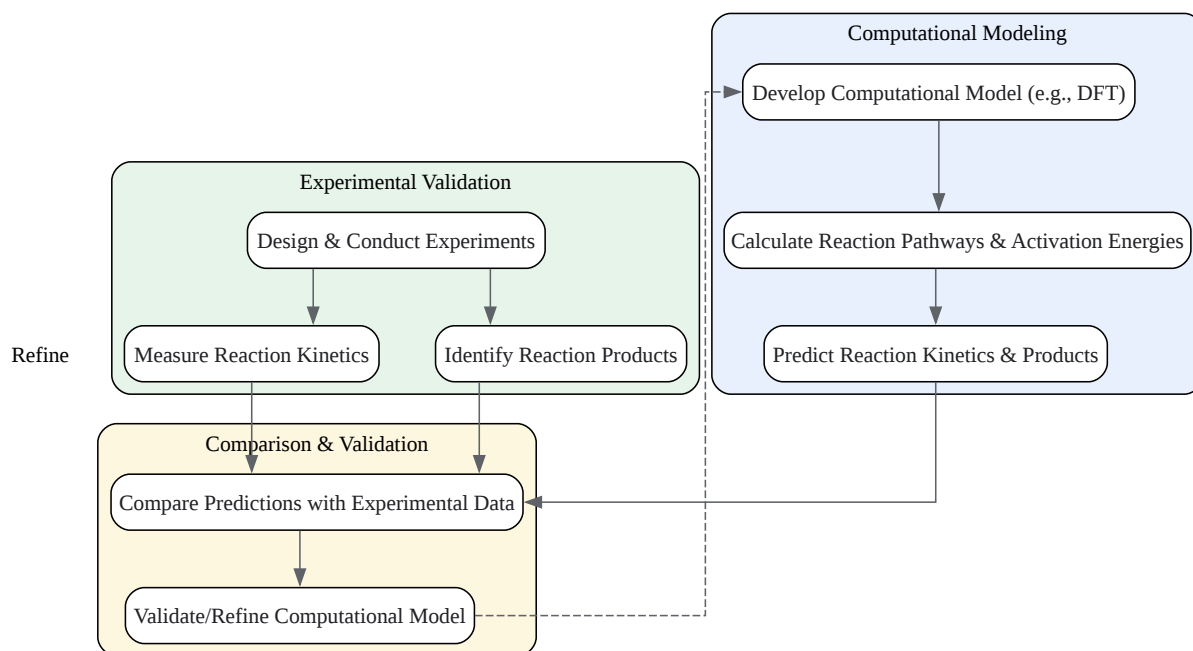 Computational Modeling
Develop Computational Model (e.g., DFT)
Experimental Validation
Design & Conduct Experiments
Calculate Reaction Pathways & Activation Energies
Refine
Measure Reaction Kinetics
Identify Reaction Products
Predict Reaction Kinetics & Products
Comparison & Validation
Compare Predictions with Experimental Data
Validate/Refine Computational Model